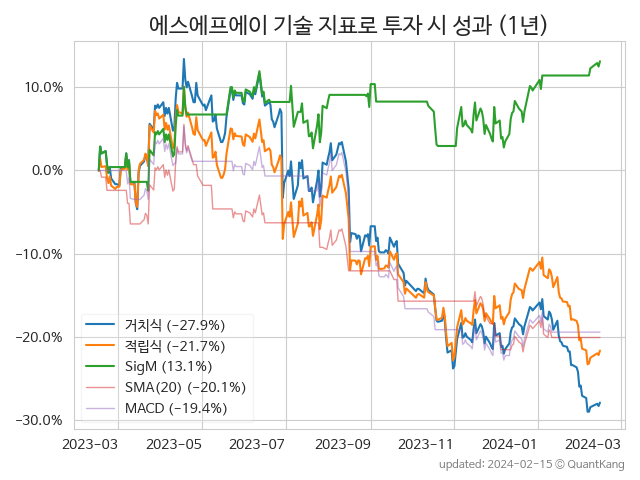 에스에프에이 기술 지표로 투자 시 성과 (1년)
10.0%
0.0%
−10.0%
−20.0%
−30.0%
거치식 (−27.9%)
적립식 (−21.7%)
SigM (13.1%)
SMA(20) (−20.1%)
MACD (−19.4%)
2023-03 2023-05 2023-07 2023-09 2023-11 2024-01 2024-03
updated: 2024-02-15 ⓒ QuantKang